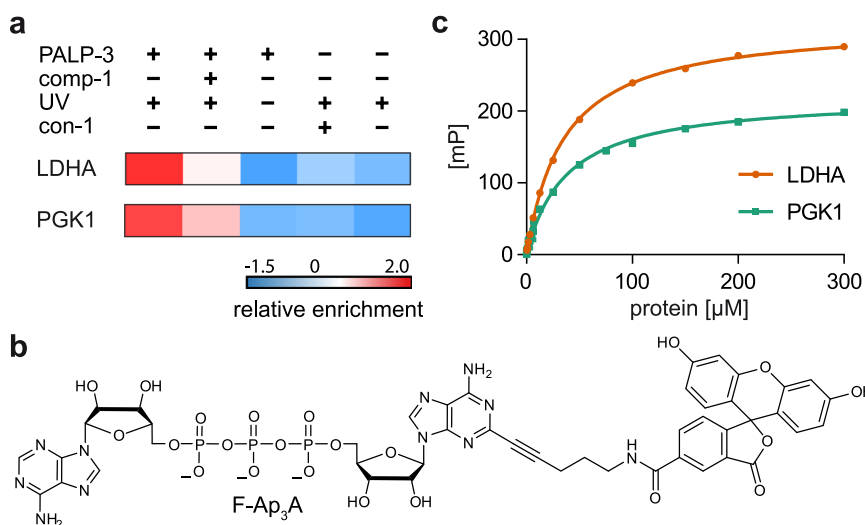 a
PALP-3 + + + − −
comp-1 − + − − −
UV + + − + +
con-1 − − − + −
LDHA
PGK1
-1.5 0 2.0
relative enrichment
c
300
200
100
0
[mP]
LDHA
PGK1
0 100 200 300
protein [µM]
b
HO OH
NH2
N N N N
O
O O O
O P O P O P O
O− O− O−
NH2
N N N N
O
HO OH
H
N
O
HO O OH
O
O
F-Ap3A